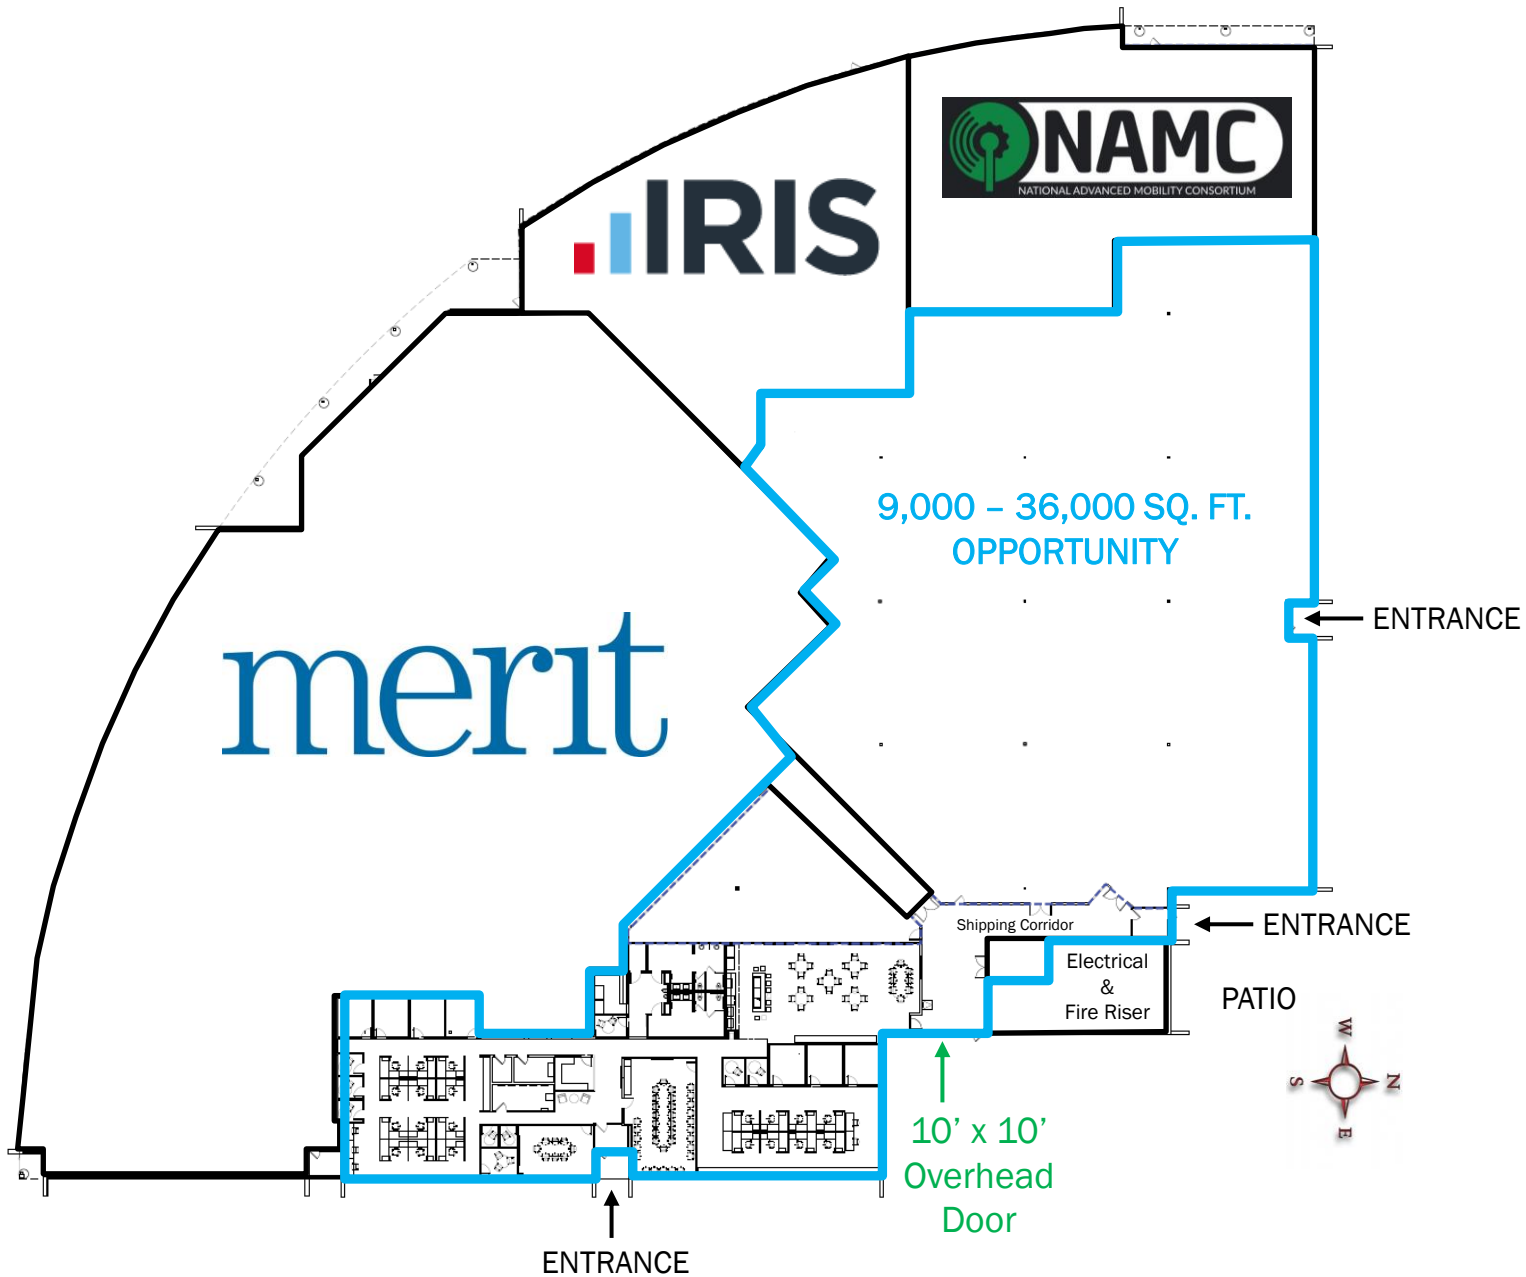 NAMC
NATIONAL ADVANCED MOBILITY CONSORTIUM
IRIS
9,000 – 36,000 SQ. FT.
OPPORTUNITY
ENTRANCE
merit
Shipping Corridor
ENTRANCE
Electrical
&
Fire Riser
PATIO
W
N
S
E
10’ x 10’
Overhead
Door
ENTRANCE